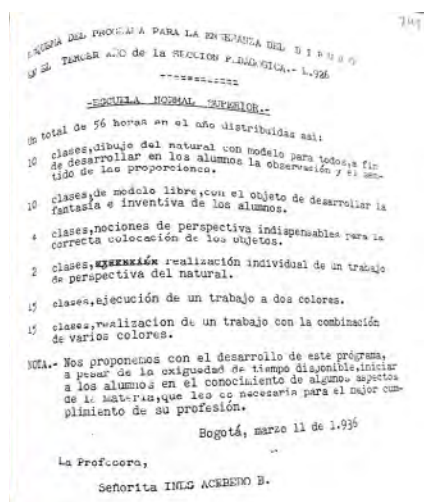 ESQUEMA DEL PROGRAMA PARA LA ENSEÑANZA DEL D I B U J O
EN EL TERCER AÑO de la SECCION PEDAGOGICA.- 1.936
-ESCUELA NORMAL SUPERIOR.-
Un total de 56 horas en el año distribuidas así:
10 clases,dibujo del natural con modelo para todos,a fin
de desarrollar en los alumnos la observación y el sen-
tido de las proporciones.
10 clases,de modelo libre,con el objeto de desarrollar la
fantasía e inventiva de los alumnos.
4 clases,nociones de perspectiva indispensables para la
correcta colocación de los objetos.
2 clases, realización individual de un trabajo
de perspectiva del natural.
15 clases,ejecución de un trabajo a dos colores.
15 clases,realizacion de un trabajo con la combinación
de varios colores.
NOTA.- Nos proponemos con el desarrollo de este programa,
a pesar de la exiguedad de tiempo disponible,iniciar
a los alumnos en el conocimiento de algunos aspectos
de la materia,que les es necesaria para el mejor cum-
plimiento de su profesión.
Bogotá, marzo 11 de 1.936
La Profesora,
Señorita INES ACEBEDO B.